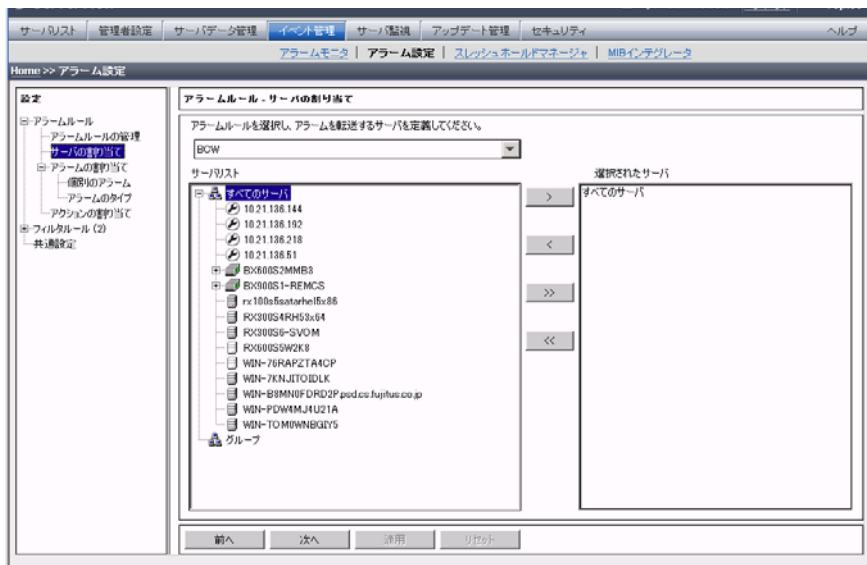 サーバリスト 管理者設定 サーバデータ管理 イベント管理 サーバ監視 アップデート管理 セキュリティ ヘルプ
アラームモニタ | アラーム設定 | スレッショールドマネージャ | MIBインテグレータ
Home >> アラーム設定
設定
アラームルール
アラームルールの管理
サーバの割り当て
アラームの割り当て
個別のアラーム
アラームのタイプ
アクションの割り当て
フィルタルール (2)
共通設定
アラームルール - サーバの割り当て
アラームルールを選択し、アラームを転送するサーバを定義してください。
BCW
サーバリスト
すべてのサーバ
10.21.136.144
10.21.136.192
10.21.136.218
10.21.136.51
BX600S2MMB3
BX900S1-REMCS
rx100s5satarhel5x86
RX300S4RH53x64
RX300S6-SVOM
RX600S5W2K8
WIN-76RAPZTA4CP
WIN-7KNJITOIDLK
WIN-B8MN0FDRD2P.psd.cs.fujitus.co.jp
WIN-PDW4MJ4U21A
WIN-TOM0WNBGIY5
グループ
>
<
>>
<<
選択されたサーバ
すべてのサーバ
前へ 次へ 適用 リセット